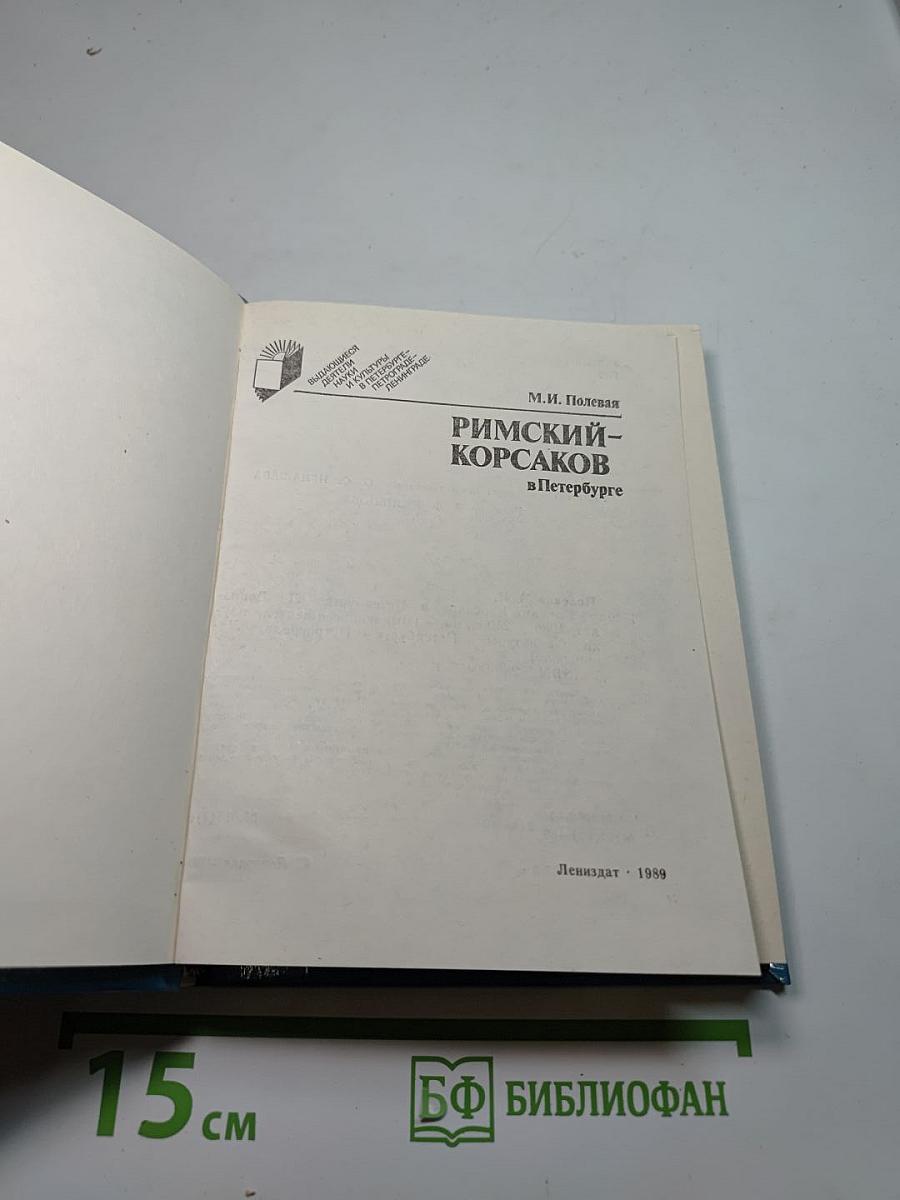 ВЫДАЮЩИЕСЯ
ДЕЯТЕЛИ
НАУКИ
И КУЛЬТУРЫ
В ПЕТЕРБУРГЕ–
ПЕТРОГРАДЕ–
ЛЕНИНГРАДЕ
М.И. Полевая
РИМСКИЙ–
КОРСАКОВ
в Петербурге
Лениздат · 1989
15 см
БФ БИБЛИОФАН